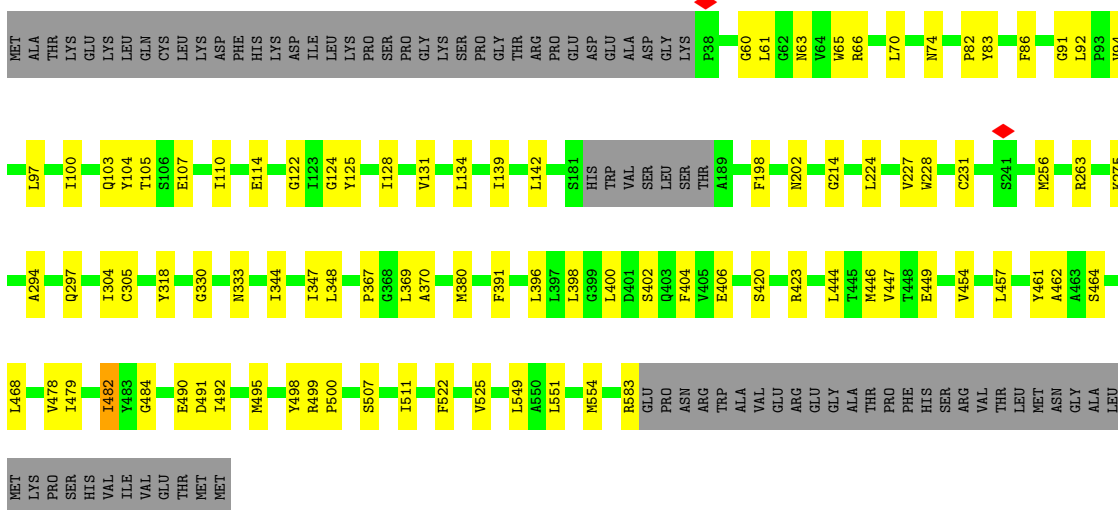 MET ALA THR LYS GLU LYS LEU GLN CYS LEU LYS ASP PHE HIS LYS ASP ILE LEU LYS PRO SER PRO GLY LYS SER PRO GLY THR ARG PRO GLU ASP GLU ALA ASP GLY LYS P38 G60 L61 G62 N63 V64 W65 R66 L70 N74 P82 Y83 F86 G91 L92 P93 V94
L97 I100 Q103 Y104 T105 S106 E107 I110 E114 G122 I123 G124 Y125 I128 V131 L134 I139 L142 S181 HIS TRP VAL SER LEU SER THR A189 F198 N202 G214 L224 V227 W228 C231 S241 M256 R263 K275
A294 Q297 I304 C305 Y318 G330 N333 I344 I347 L348 P367 G368 L369 A370 M380 F391 L396 L397 L398 G399 L400 D401 S402 Q403 F404 V405 E406 S420 R423 L444 T445 M446 V447 T448 E449 V454 L457 Y461 A462 A463 S464
L468 V478 I479 I482 Y483 G484 E490 D491 I492 M495 Y498 R499 P500 S507 I511 F522 V525 L549 A550 L551 M554 R583 GLU PRO ASN ARG TRP ALA VAL GLU ARG GLU GLY ALA THR PRO PHE HIS SER ARG VAL THR LEU MET ASN GLY ALA LEU
MET LYS PRO SER HIS VAL ILE VAL GLU THR MET MET